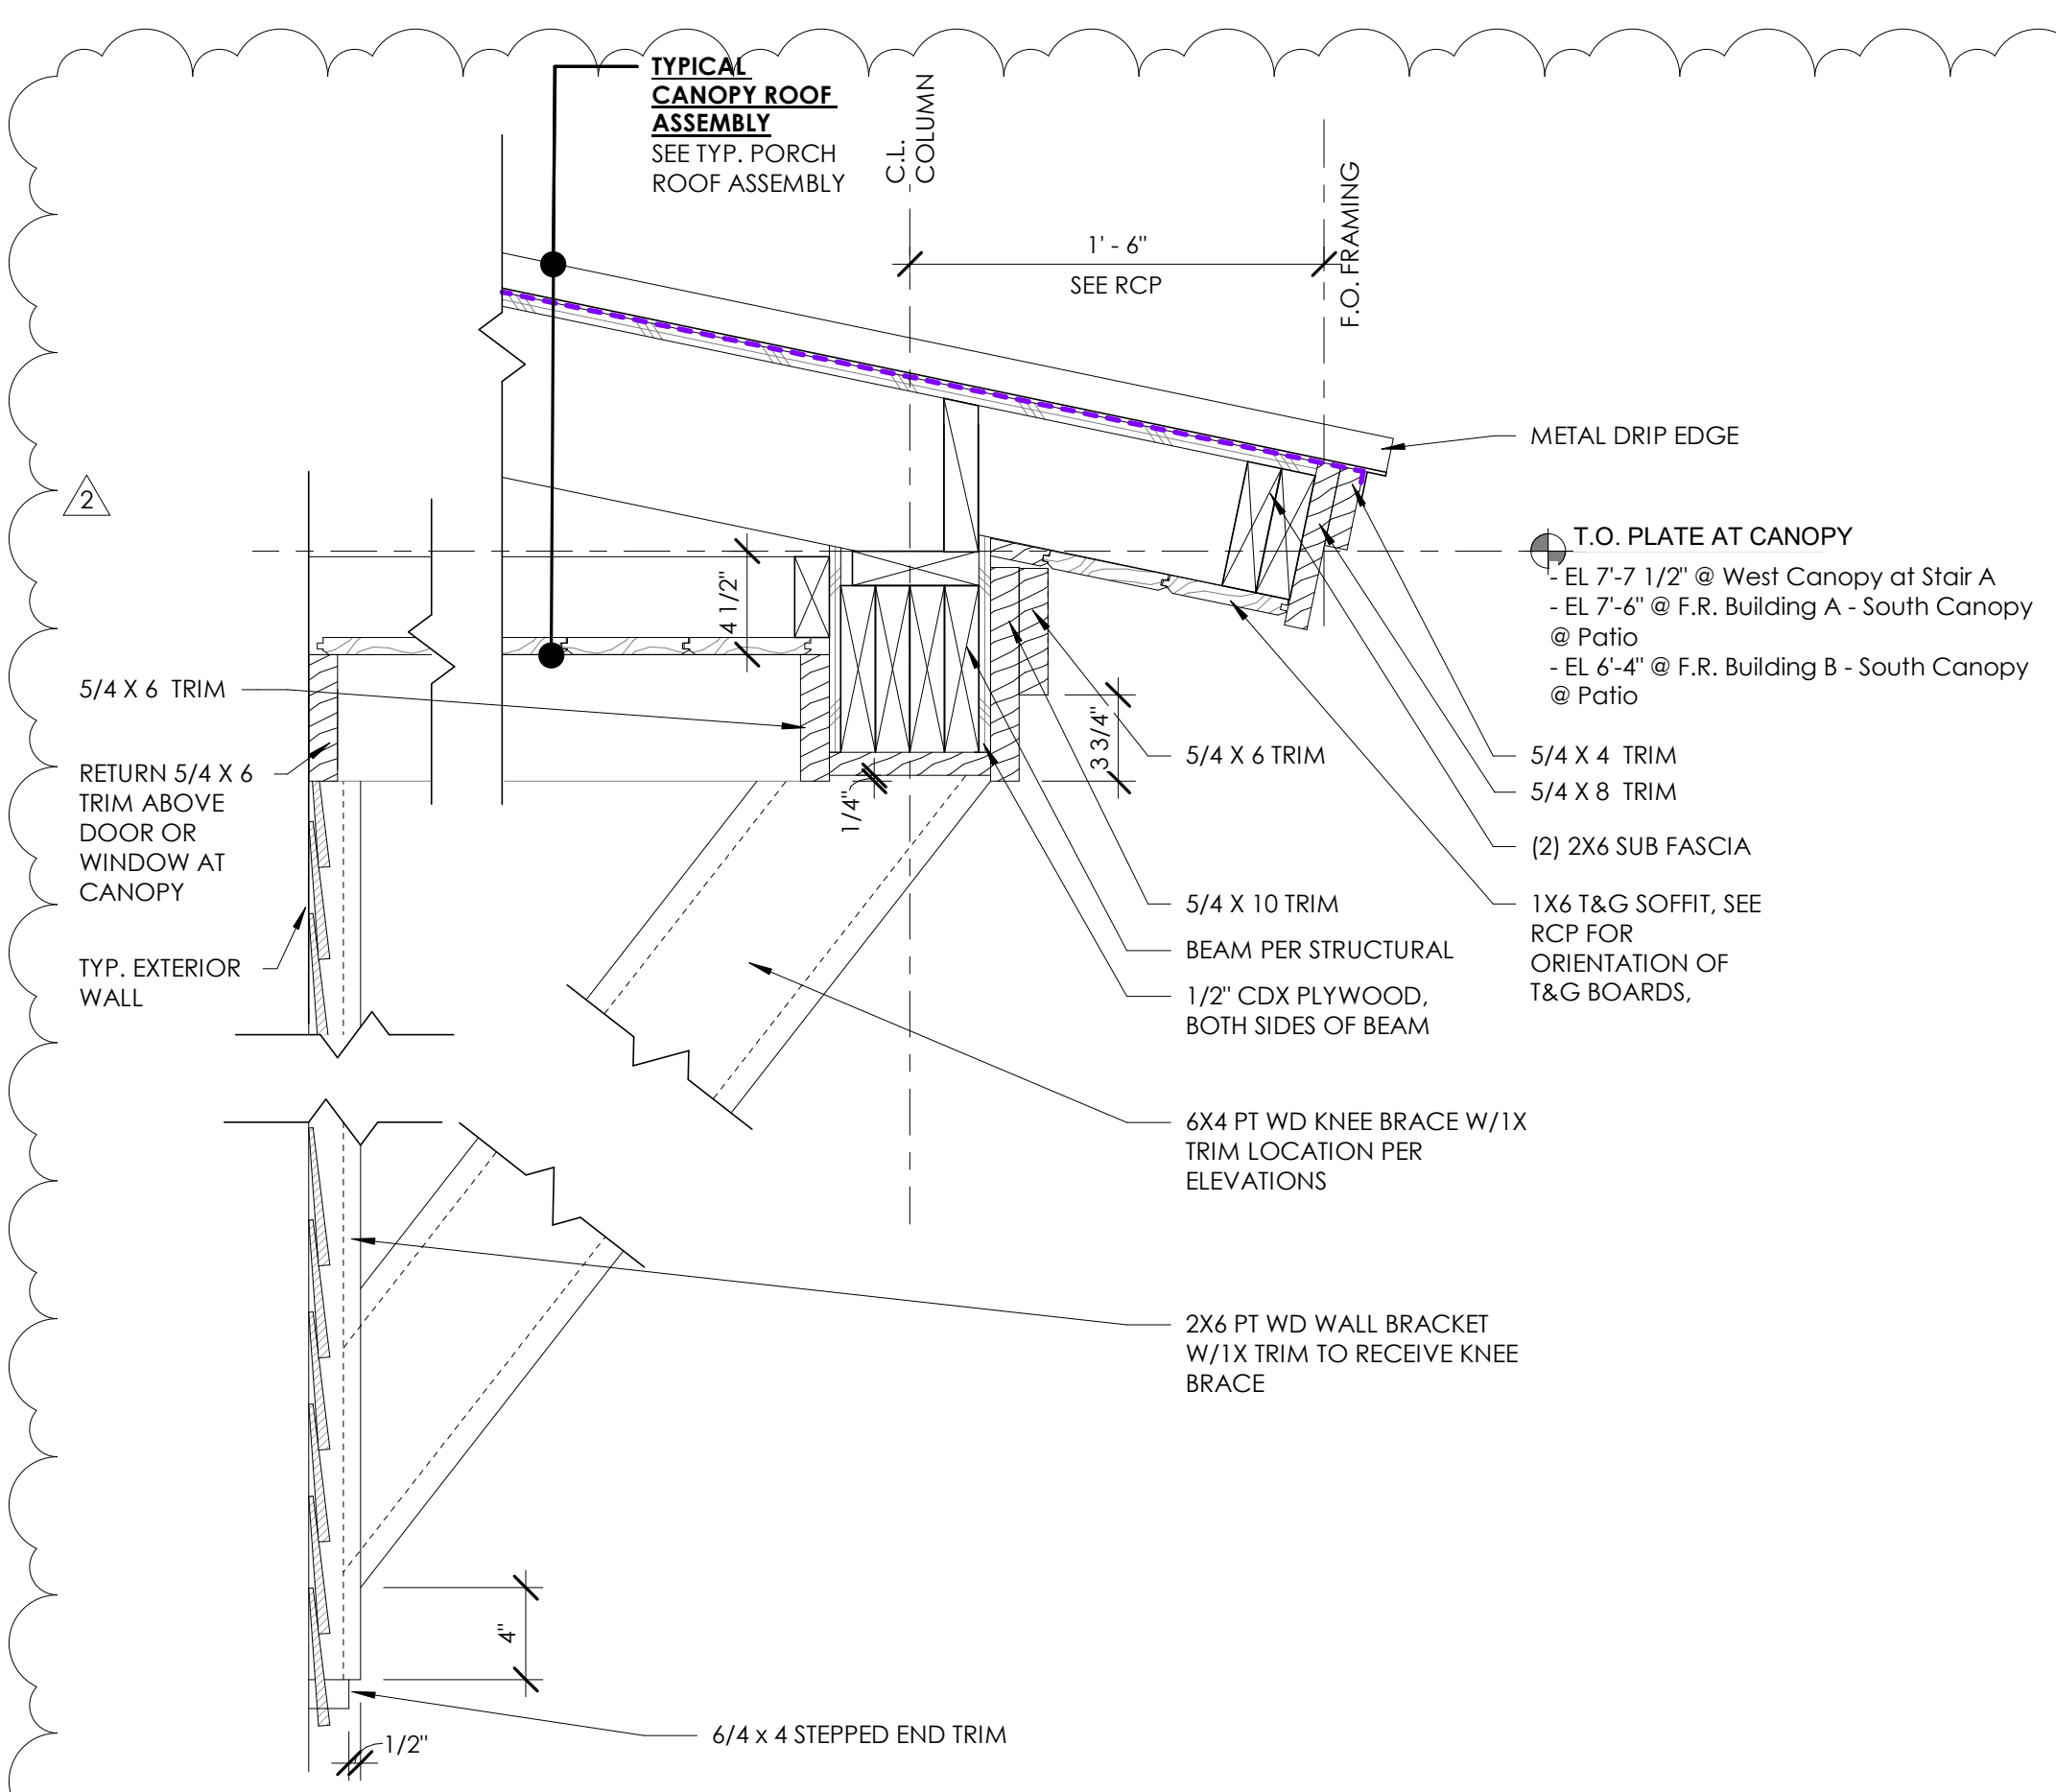 TYPICAL
CANOPY ROOF
ASSEMBLY
SEE TYP. PORCH
ROOF ASSEMBLY
C.L.
COLUMN
1' - 6"
SEE RCP
F.O. FRAMING
METAL DRIP EDGE
2
T.O. PLATE AT CANOPY
- EL 7'-7 1/2" @ West Canopy at Stair A
- EL 7'-6" @ F.R. Building A - South Canopy
@ Patio
- EL 6'-4" @ F.R. Building B - South Canopy
@ Patio
4 1/2"
5/4 X 6 TRIM
RETURN 5/4 X 6
TRIM ABOVE
DOOR OR
WINDOW AT
CANOPY
TYP. EXTERIOR
WALL
1/4"
3 3/4"
5/4 X 6 TRIM
5/4 X 10 TRIM
BEAM PER STRUCTURAL
1/2" CDX PLYWOOD,
BOTH SIDES OF BEAM
5/4 X 4 TRIM
5/4 X 8 TRIM
(2) 2X6 SUB FASCIA
1X6 T&G SOFFIT, SEE
RCP FOR
ORIENTATION OF
T&G BOARDS,
6X4 PT WD KNEE BRACE W/1X
TRIM LOCATION PER
ELEVATIONS
2X6 PT WD WALL BRACKET
W/1X TRIM TO RECEIVE KNEE
BRACE
4"
6/4 x 4 STEPPED END TRIM
1/2"